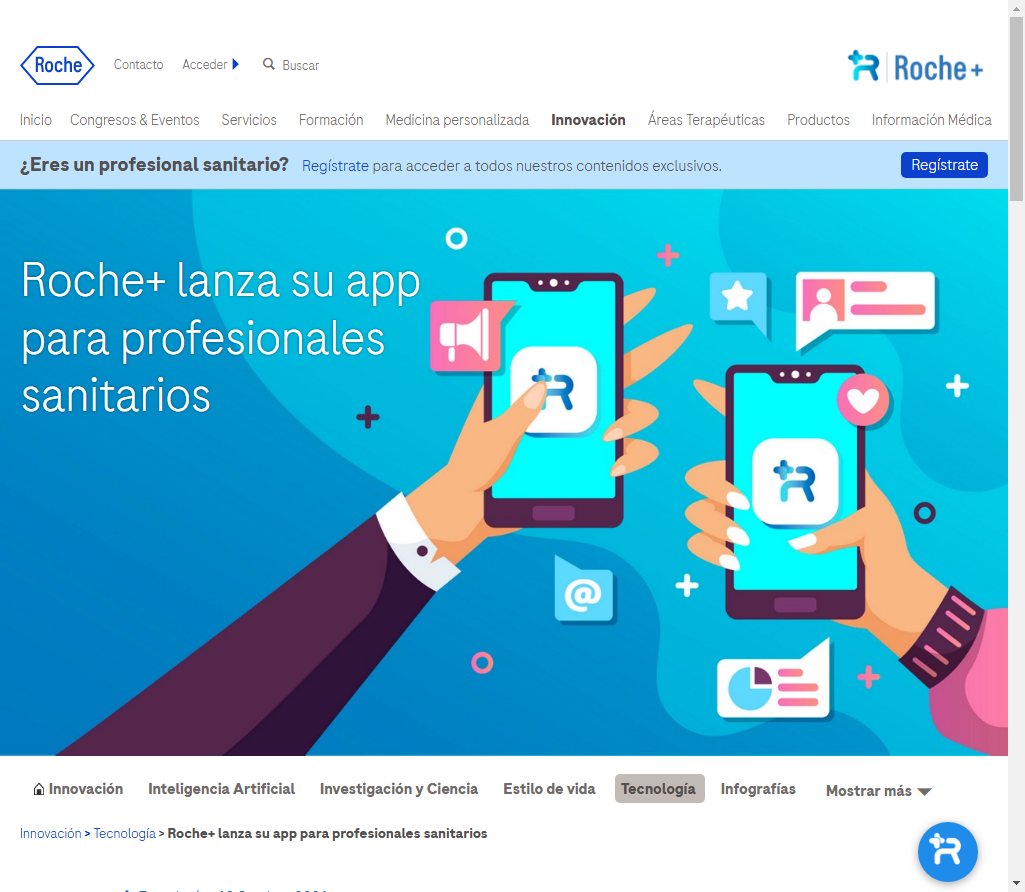 Roche
Contacto
Acceder
Buscar
Roche+
Inicio
Congresos & Eventos
Servicios
Formación
Medicina personalizada
Innovación
Áreas Terapéuticas
Productos
Información Médica
¿Eres un profesional sanitario?
Regístrate para acceder a todos nuestros contenidos exclusivos.
Regístrate
Roche+ lanza su app
para profesionales
sanitarios
@
Innovación
Inteligencia Artificial
Investigación y Ciencia
Estilo de vida
Tecnología
Infografías
Mostrar más
Innovación > Tecnología > Roche+ lanza su app para profesionales sanitarios